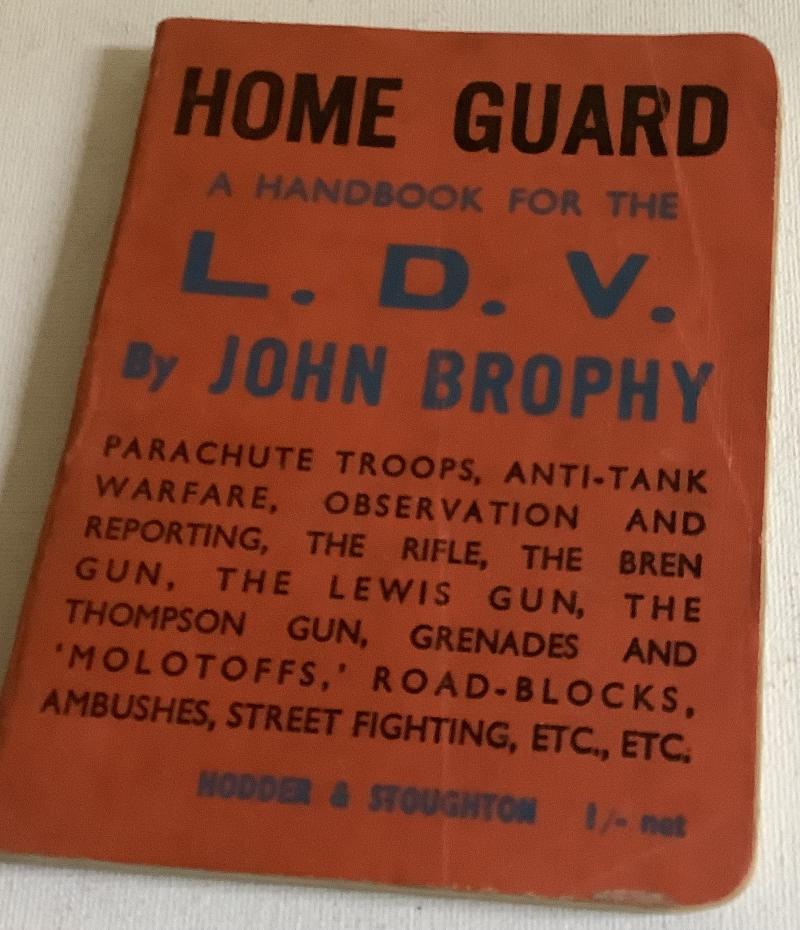 HOME GUARD
A HANDBOOK FOR THE
L. D. V.
By JOHN BROPHY
PARACHUTE TROOPS, ANTI-TANK
WARFARE, OBSERVATION AND
REPORTING, THE RIFLE, THE BREN
GUN, THE LEWIS GUN, THE
THOMPSON GUN, GRENADES AND
'MOLOTOFFS,' ROAD-BLOCKS,
AMBUSHES, STREET FIGHTING, ETC., ETC.
HODDER & STOUGHTON 1/- net